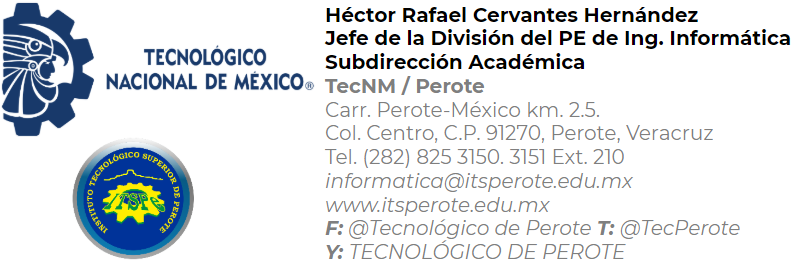 TECNOLÓGICO
NACIONAL DE MÉXICO®
INSTITUTO TECNOLÓGICO SUPERIOR DE PEROTE
ITSPE
Héctor Rafael Cervantes Hernández
Jefe de la División del PE de Ing. Informática
Subdirección Académica
TecNM / Perote
Carr. Perote-México km. 2.5.
Col. Centro, C.P. 91270, Perote, Veracruz
Tel. (282) 825 3150. 3151 Ext. 210
informatica@itsperote.edu.mx
www.itsperote.edu.mx
F: @Tecnológico de Perote T: @TecPerote
Y: TECNOLÓGICO DE PEROTE